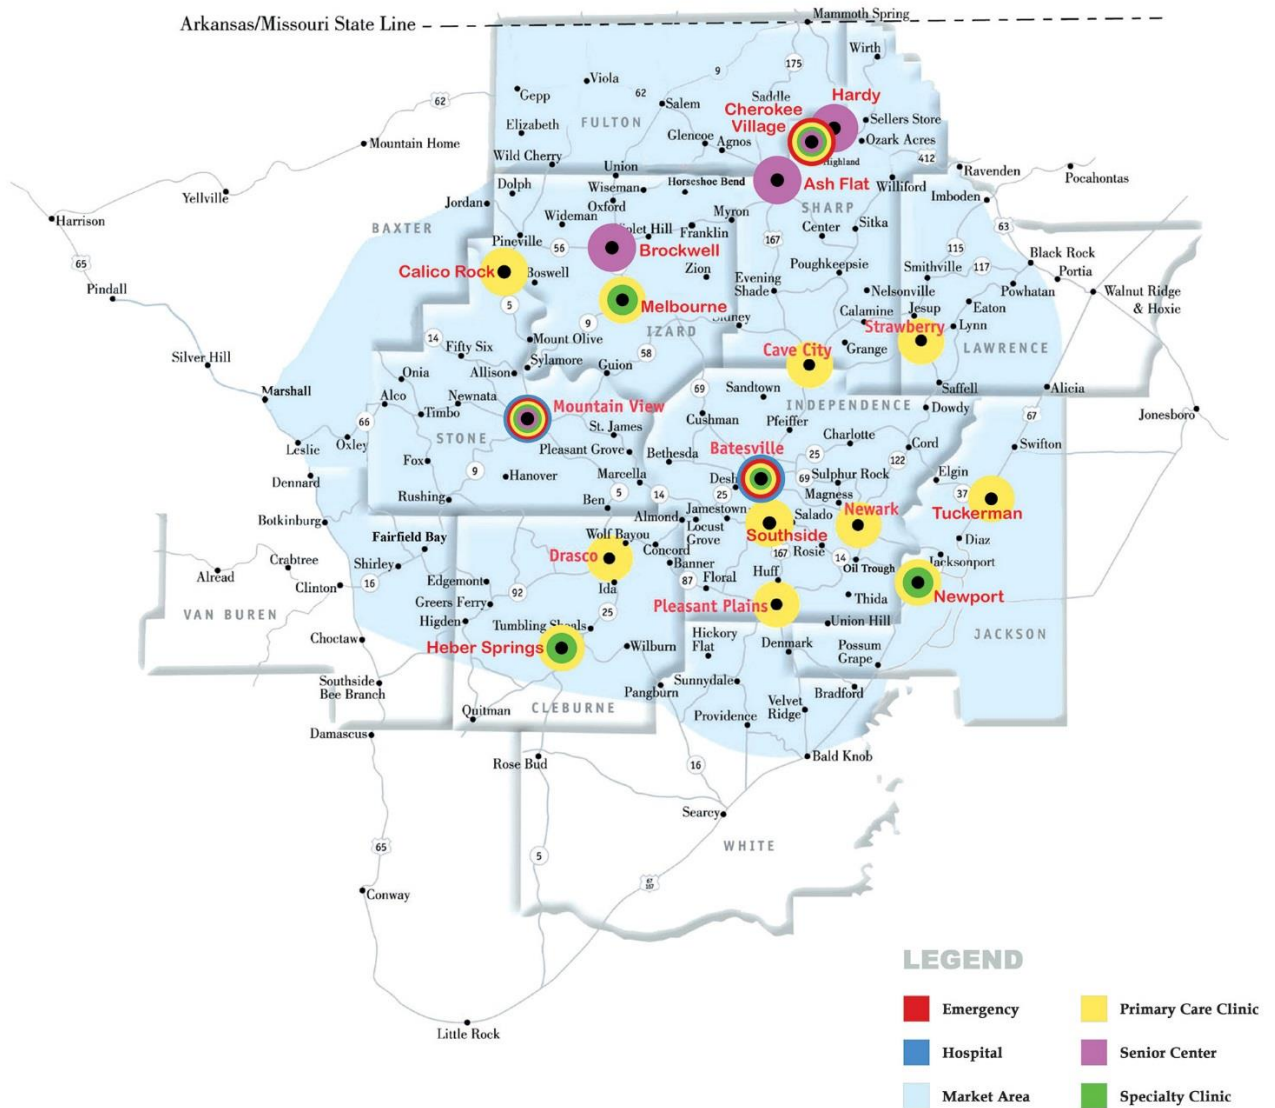 Arkansas/Missouri State Line
Mammoth Spring
Wirth
175
9
Viola
62
Gepp
Salem
Saddle
Hardy
62
Cherokee
Village
Sellers Store
Elizabeth
FULTON
Glencoe
Agnos
Ozark Acres
Mountain Home
Wild Cherry
Highland
412
Union
Ravenden
Pocahontas
Dolph
Wiseman
Horseshoe Bend
Ash Flat
Williford
Yellville
Jordan
Oxford
SHARP
Imboden
Harrison
BAXTER
Wideman
Myron
Sitka
63
Franklin
Center
Pineville
56
Brockwell
167
115
Black Rock
65
Calico Rock
Boswell
Zion
Poughkeepsie
Smithville
117
Portia
Evening
Shade
Nelsonville
Powhatan
Walnut Ridge
& Hoxie
Pindall
5
Melbourne
Calamine
Jesup
Eaton
9
IZARD
Strawberry
Lynn
14
Mount Olive
Cave City
Grange
LAWRENCE
Silver Hill
Fifty Six
Sylamore
58
Allison
Guion
Onia
69
Sandtown
Saffell
Alicia
Marshall
Alco
Newnata
Mountain View
INDEPENDENCE
Dowdy
67
Jonesboro
Timbo
Cushman
66
St. James
Pfeiffer
STONE
Charlotte
Leslie
Oxley
Pleasant Grove
Bethesda
Batesville
25
Cord
Swifton
Fox
122
Dennard
9
Hanover
Marcella
Desh
69
Sulphur Rock
Elgin
Rushing
5
14
25
Magness
37
Ben
Jamestown
Salado
Newark
Tuckerman
Botkinburg
Almond
Locust
Grove
Southside
Fairfield Bay
Wolf Bayou
Concord
Rosie
Diaz
Crabtree
Drasco
Banner
167
14
Jacksonport
Alread
Shirley
Oil Trough
Clinton
16
Edgemont
Ida
87
Floral
Huff
92
Thida
Newport
VAN BUREN
Greers Ferry
25
Pleasant Plains
Higden
Tumbling Shoals
Union Hill
JACKSON
Choctaw
Heber Springs
Wilburn
Hickory
Flat
Denmark
Possum
Grape
Southside
Bee Branch
Pangburn
Sunnydale
Bradford
CLEBURNE
Velvet
Ridge
Quitman
Providence
Damascus
Rose Bud
16
Bald Knob
Searcy
65
5
WHITE
67
167
Conway
Little Rock
LEGEND
Emergency
Primary Care Clinic
Hospital
Senior Center
Market Area
Specialty Clinic